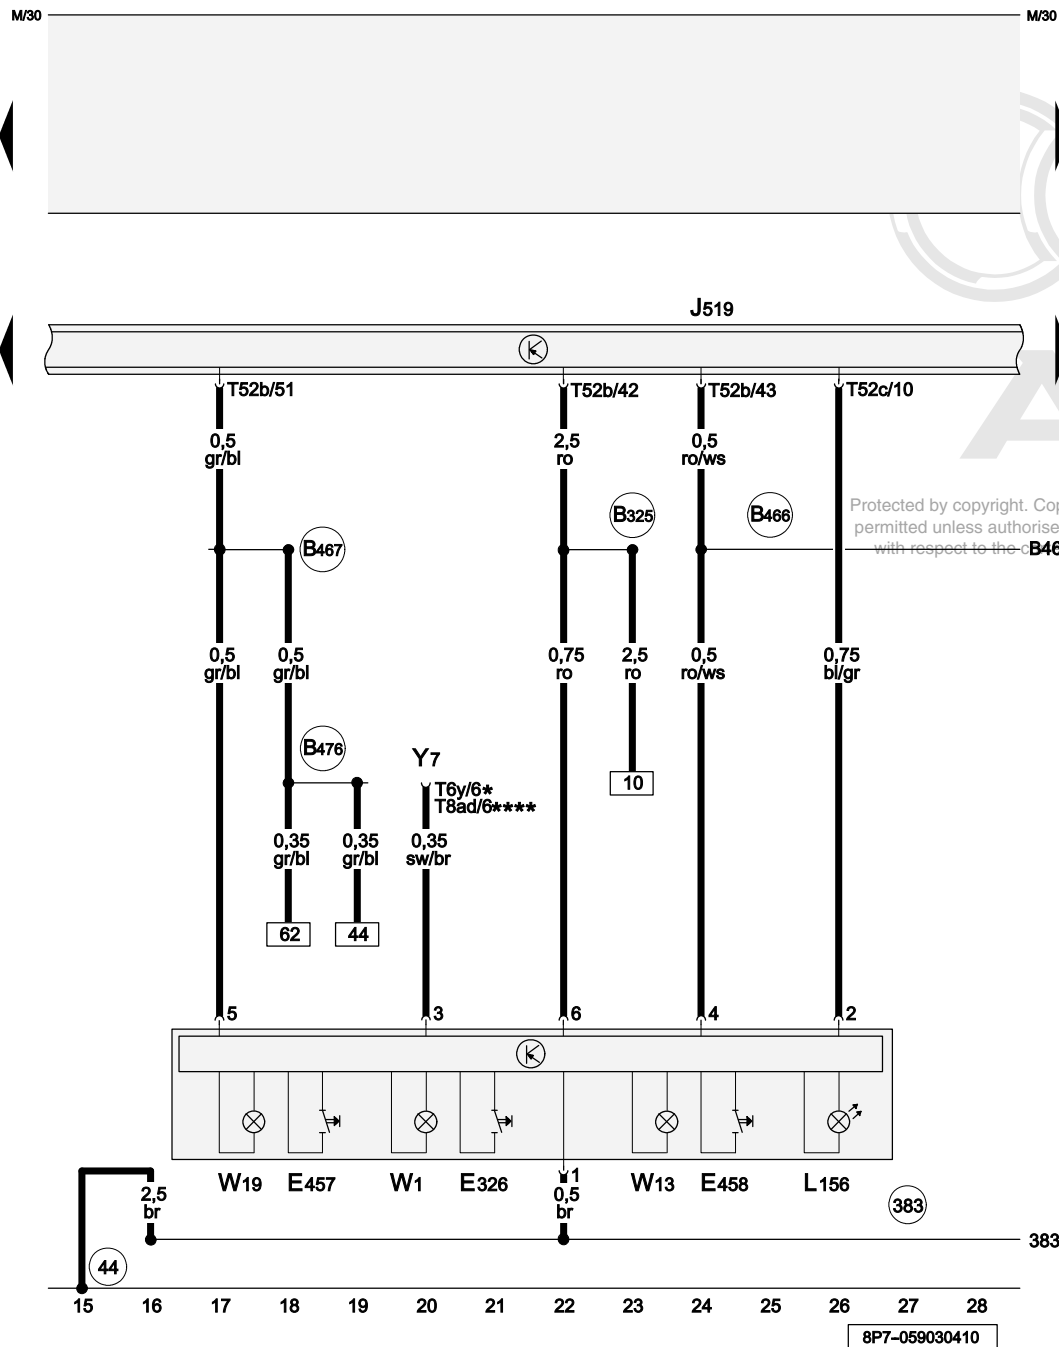 M/30 M/30
J519
T52b/51 T52b/42 T52b/43 T52c/10
0,5 2,5 0,5
gr/bl ro ro/ws
B325 B466
Protected by copyright. Cop
permitted unless authorise
B467 with respect to the c B46
0,5 0,5 0,75 2,5 0,5 0,75
gr/bl gr/bl ro ro ro/ws bl/gr
B476 Y7
T6y/6* 10
T8ad/6****
0,35 0,35 0,35
gr/bl gr/bl sw/br
62 44
5 3 6 4 2
W19 E457 W1 E326 1 W13 E458 L156
2,5 0,5
br br
383
383
44
15 16 17 18 19 20 21 22 23 24 25 26 27 28
8P7-059030410